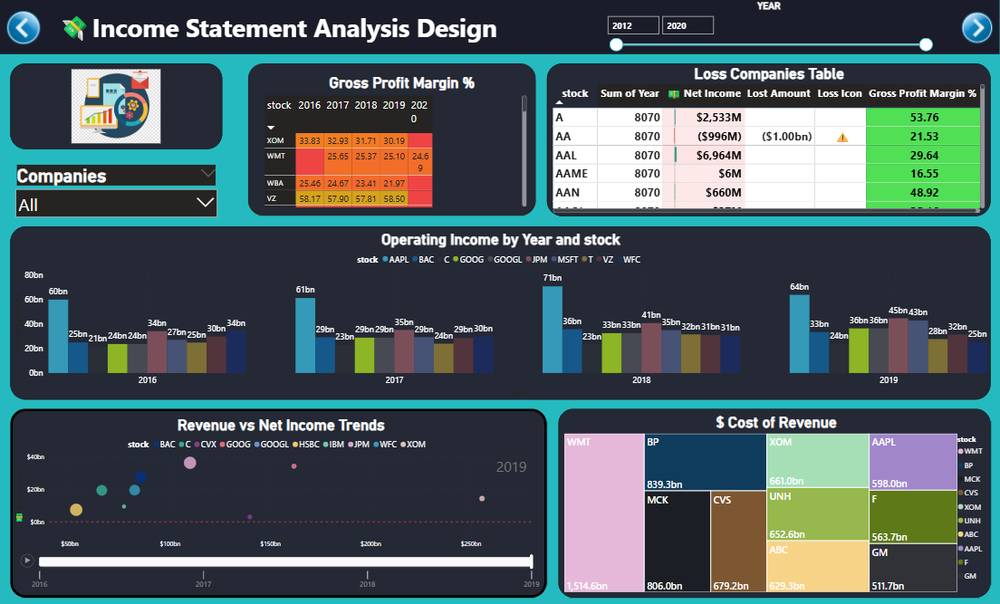 Income Statement Analysis Design
YEAR
2012 2020
Companies
All
Gross Profit Margin %
stock 2016 2017 2018 2019 2020
XOM 33.83 32.93 31.71 30.19
WMT 25.65 25.37 25.10 24.69
WBA 25.46 24.67 23.41 21.97
VZ 58.17 57.90 57.81 58.50
Loss Companies Table
stock Sum of Year Net Income Lost Amount Loss Icon Gross Profit Margin %
A 8070 $2,533M 53.76
AA 8070 ($996M) ($1.00bn) 21.53
AAL 8070 $6,964M 29.64
AAME 8070 $6M 16.55
AAN 8070 $660M 48.92
Operating Income by Year and stock
stock AAPL BAC C GOOG GOOGL JPM MSFT T VZ WFC
80bn
60bn
40bn
20bn
0bn
60bn 25bn 21bn 24bn 24bn 34bn 27bn 25bn 30bn 34bn
61bn 29bn 23bn 29bn 29bn 35bn 29bn 24bn 29bn 30bn
71bn 36bn 23bn 33bn 33bn 41bn 35bn 32bn 31bn 31bn
64bn 33bn 24bn 36bn 36bn 45bn 43bn 28bn 32bn 25bn
2016 2017 2018 2019
Revenue vs Net Income Trends
stock BAC C CVX GOOG GOOGL HSBC IBM JPM WFC XOM
2019
$40bn
$20bn
$0bn
$50bn $100bn $150bn $200bn $250bn
2016 2017 2018 2019
$ Cost of Revenue
WMT
1,514.6bn
BP
839.3bn
MCK
806.0bn
CVS
679.2bn
XOM
661.0bn
UNH
652.6bn
ABC
629.3bn
AAPL
598.0bn
F
563.7bn
GM
511.7bn
stock
WMT
BP
MCK
CVS
XOM
UNH
ABC
AAPL
F
GM